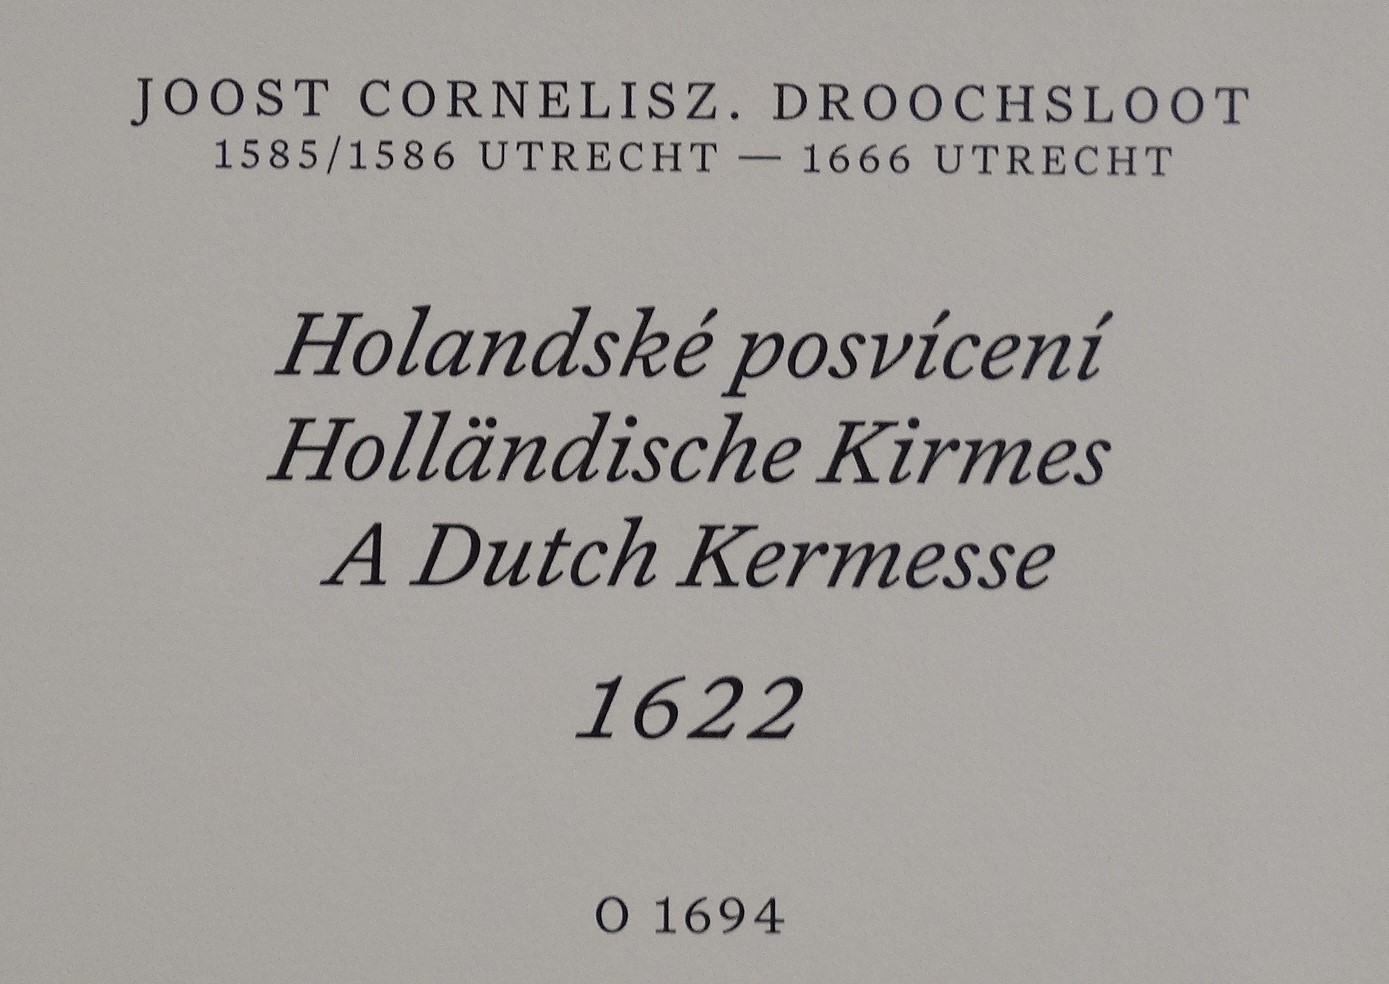 JOOST CORNELISZ. DROOCHSLOOT
1585/1586 UTRECHT — 1666 UTRECHT
Holandské posvícení
Holländische Kirmes
A Dutch Kermesse
1622
O 1694